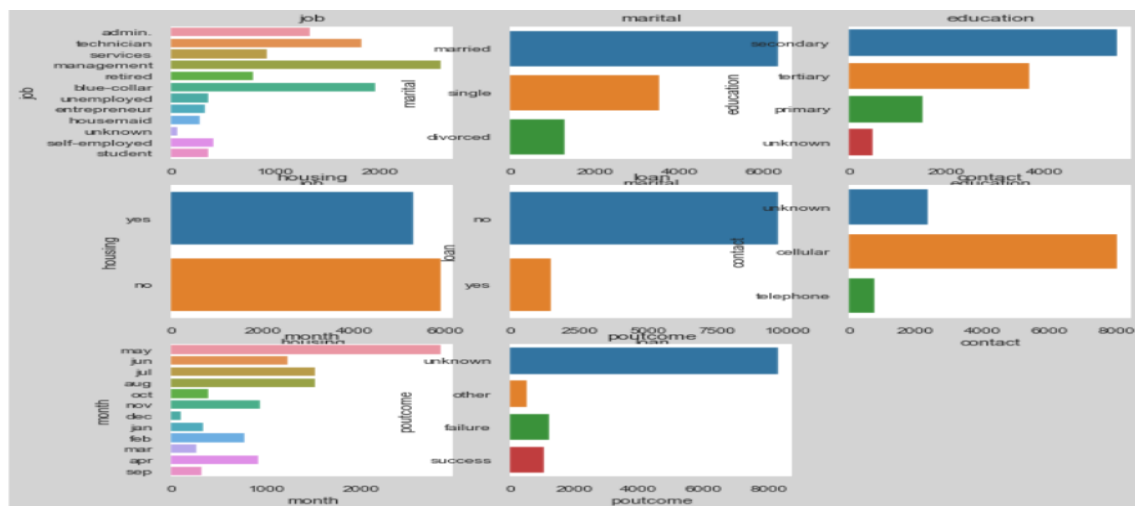 job
admin.
technician
services
management
retired
blue-collar
unemployed
entrepreneur
housemaid
unknown
self-employed
student
job
0 1000 2000
job
marital
married
single
divorced
marital
0 2000 4000 6000
marital
education
secondary
tertiary
primary
unknown
education
0 2000 4000
education
housing
yes
no
housing
0 2000 4000 6000
housing
loan
no
yes
loan
0 2500 5000 7500 10000
loan
contact
unknown
cellular
telephone
contact
0 2000 4000 6000 8000
contact
month
may
jun
jul
aug
oct
nov
dec
jan
feb
mar
apr
sep
month
0 1000 2000
month
poutcome
unknown
other
failure
success
poutcome
0 2000 4000 6000 8000
poutcome